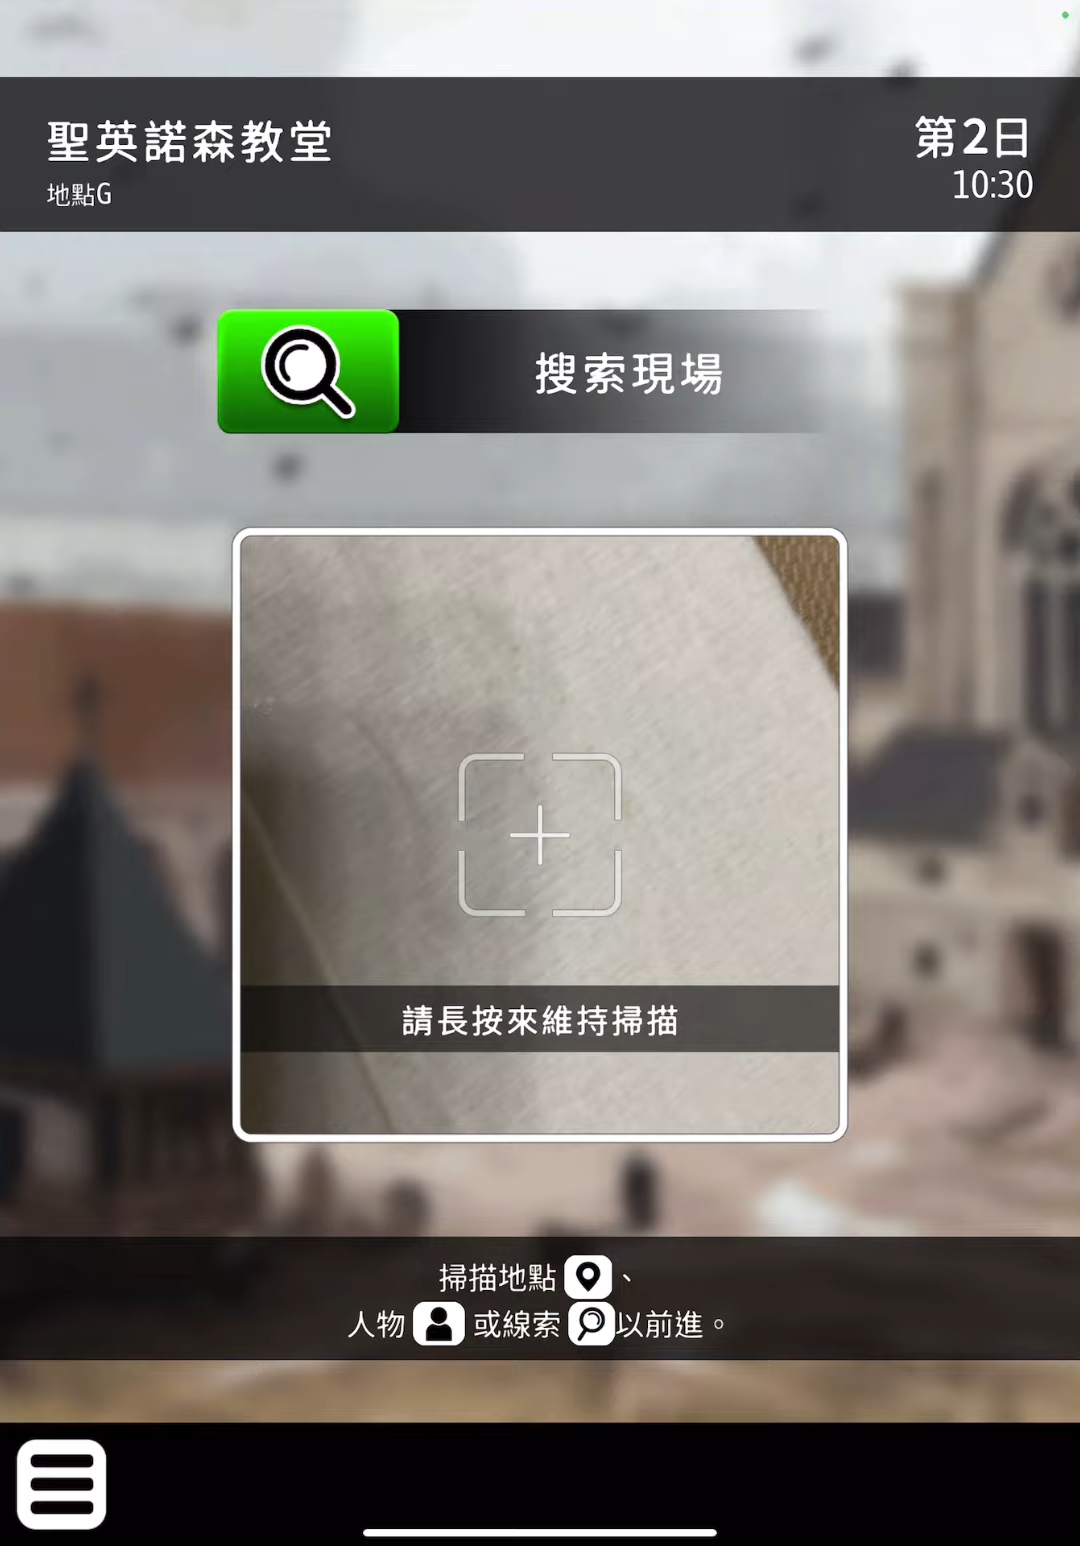 聖英諾森教堂
地點G
第2日
10:30
搜索現場
請長按來維持掃描
掃描地點、
人物 或線索 以前進。